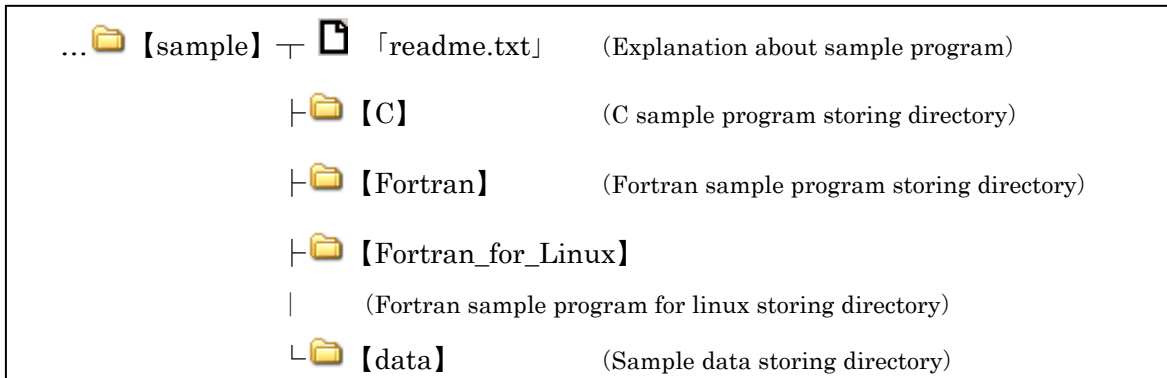 …【sample】┬「readme.txt」 (Explanation about sample program)
├【C】 (C sample program storing directory)
├【Fortran】 (Fortran sample program storing directory)
├【Fortran_for_Linux】
│ (Fortran sample program for linux storing directory)
└【data】 (Sample data storing directory)